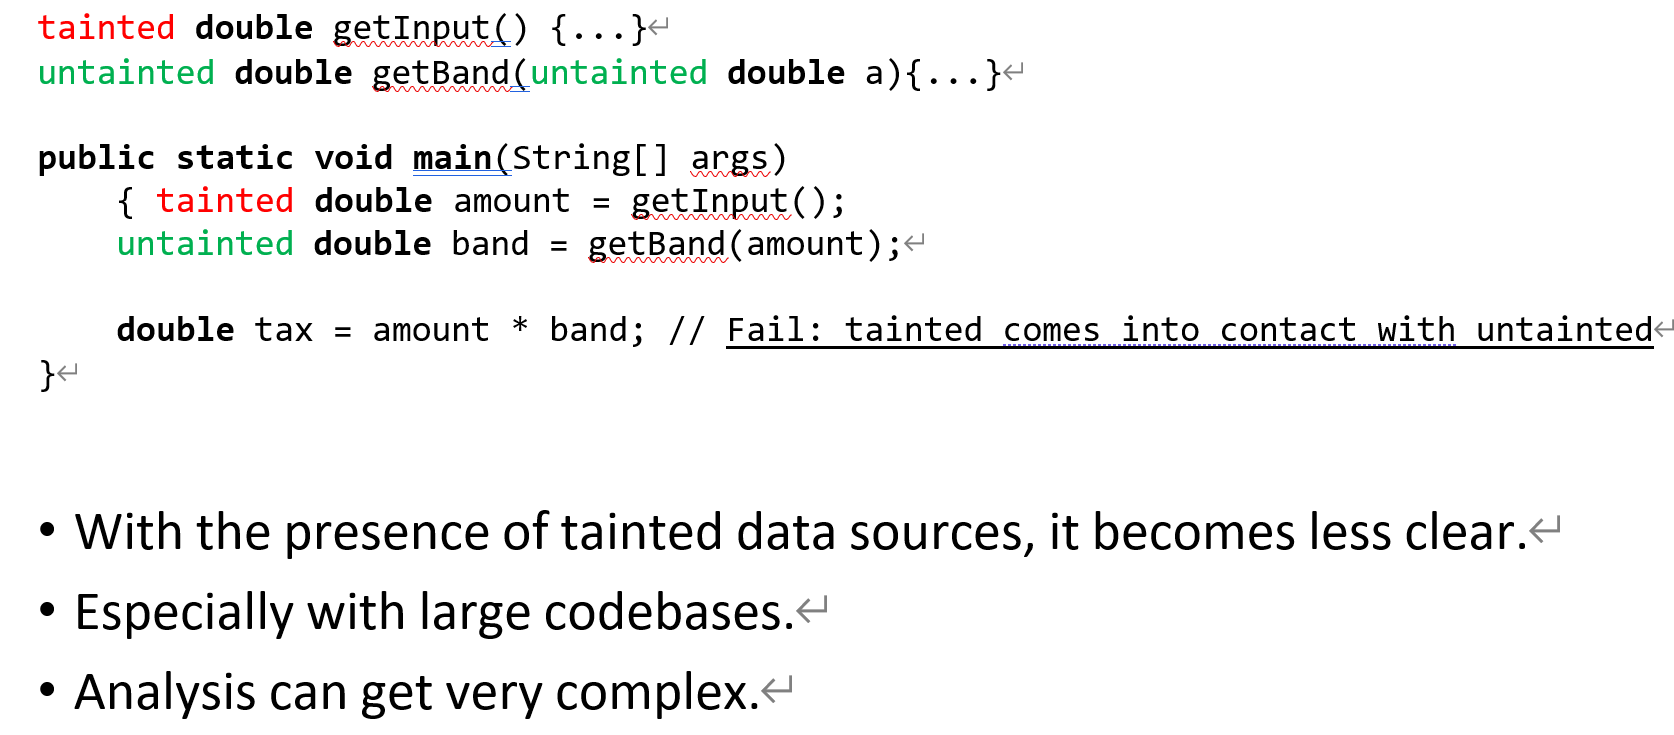 tainted double getInput() {...}
untainted double getBand(untainted double a){...}
public static void main(String[] args)
{ tainted double amount = getInput();
untainted double band = getBand(amount);
double tax = amount * band; // Fail: tainted comes into contact with untainted
}
• With the presence of tainted data sources, it becomes less clear.
• Especially with large codebases.
• Analysis can get very complex.